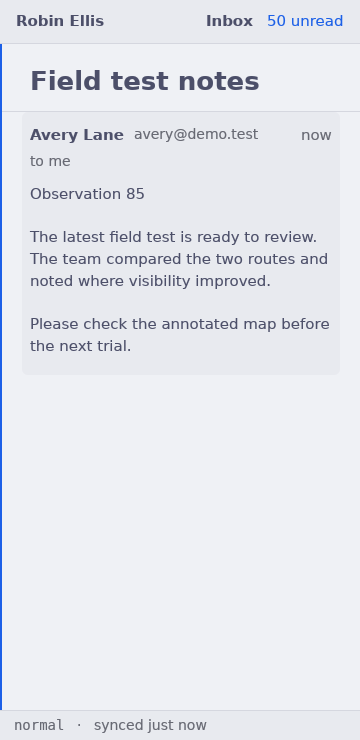 Robin Ellis Inbox 50 unread
Field test notes
Avery Lane avery@demo.test now
to me
Observation 85
The latest field test is ready to review.
The team compared the two routes and
noted where visibility improved.
Please check the annotated map before
the next trial.
normal · synced just now